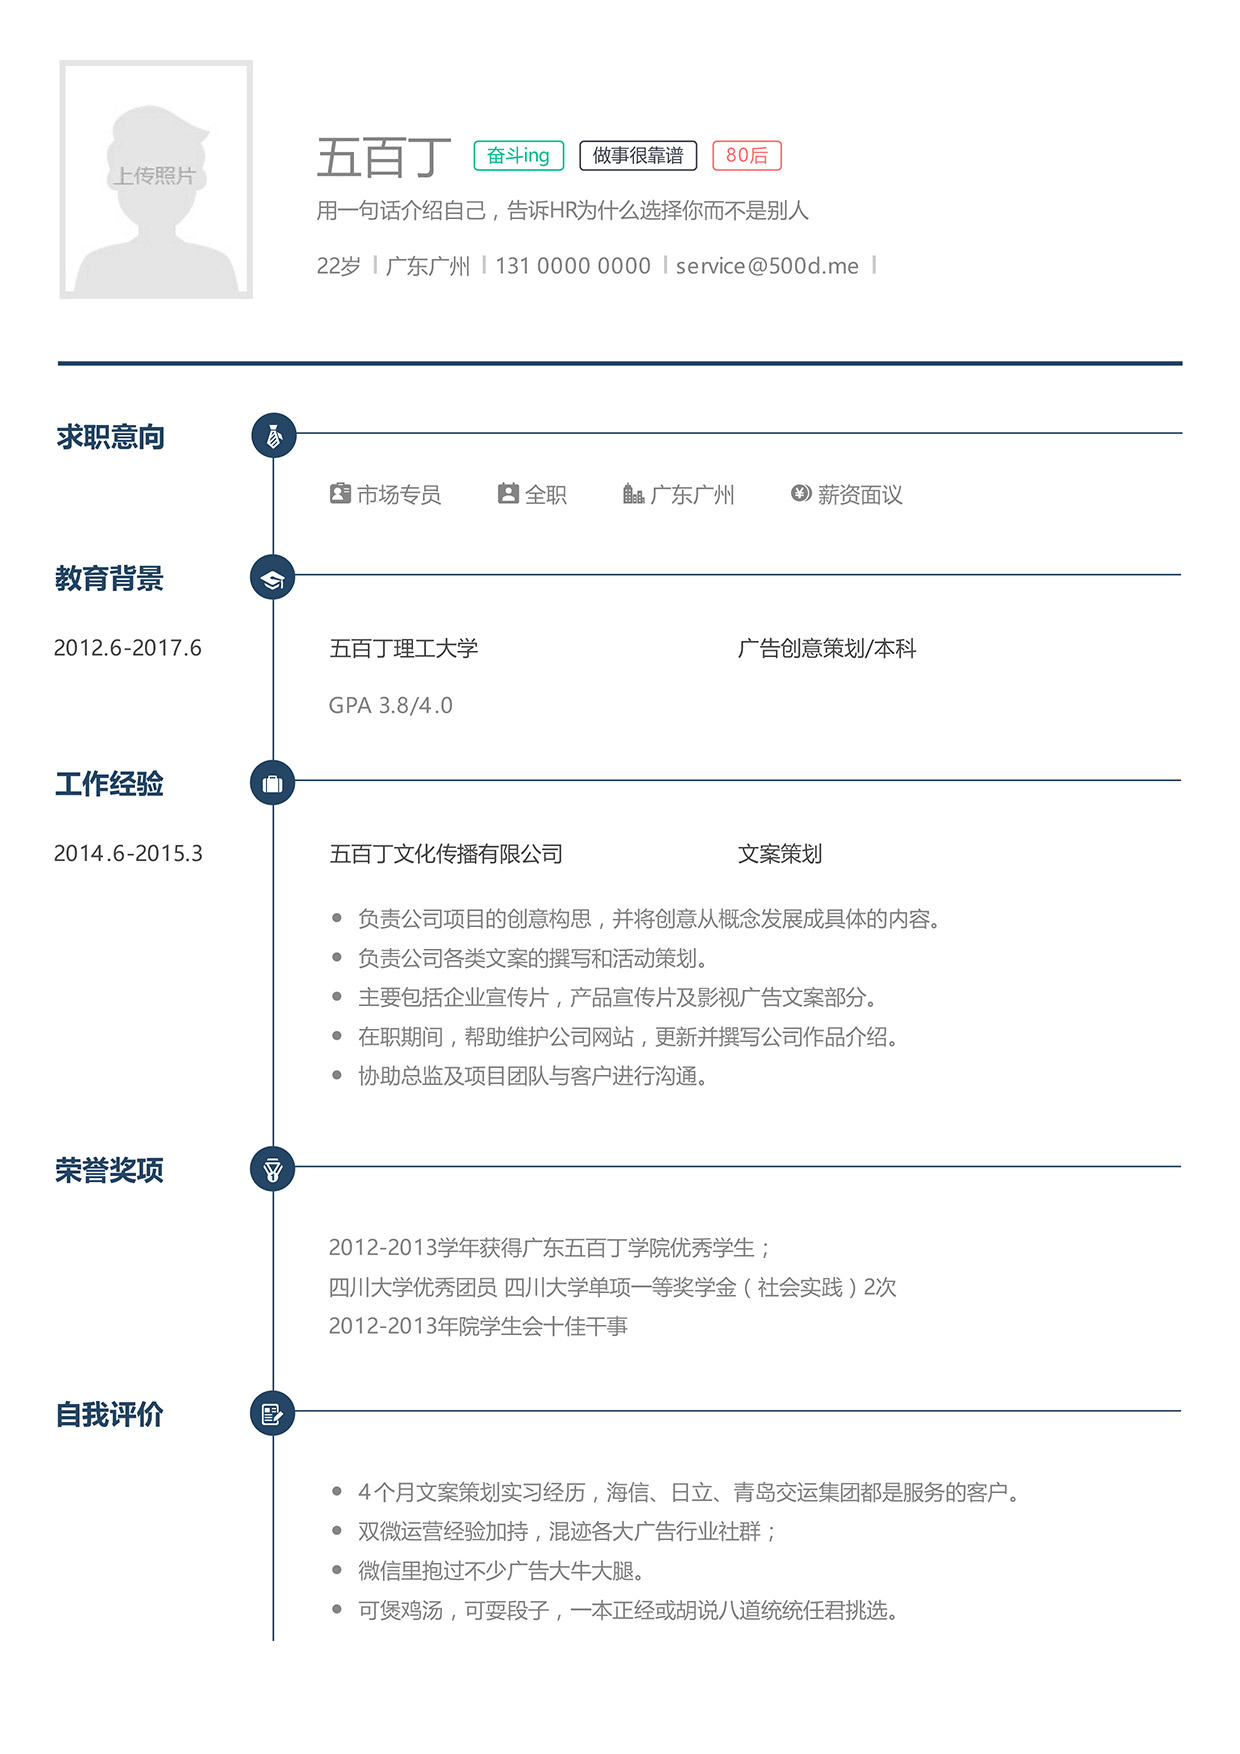 上传照片
五百丁 奋斗ing 做事很靠谱 80后
用一句话介绍自己，告诉HR为什么选择你而不是别人
22岁 广东广州 131 0000 0000 service@500d.me
求职意向
市场专员 全职 广东广州 薪资面议
教育背景
2012.6-2017.6 五百丁理工大学 广告创意策划/本科
GPA 3.8/4.0
工作经验
2014.6-2015.3 五百丁文化传播有限公司 文案策划
负责公司项目的创意构思，并将创意从概念发展成具体的内容。
负责公司各类文案的撰写和活动策划。
主要包括企业宣传片，产品宣传片及影视广告文案部分。
在职期间，帮助维护公司网站，更新并撰写公司作品介绍。
协助总监及项目团队与客户进行沟通。
荣誉奖项
2012-2013学年获得广东五百丁学院优秀学生；
四川大学优秀团员 四川大学单项一等奖学金（社会实践）2次
2012-2013年院学生会十佳干事
自我评价
4个月文案策划实习经历，海信、日立、青岛交运集团都是服务的客户。
双微运营经验加持，混迹各大广告行业社群；
微信里抱过不少广告大牛大腿。
可煲鸡汤，可耍段子，一本正经或胡说八道统统任君挑选。